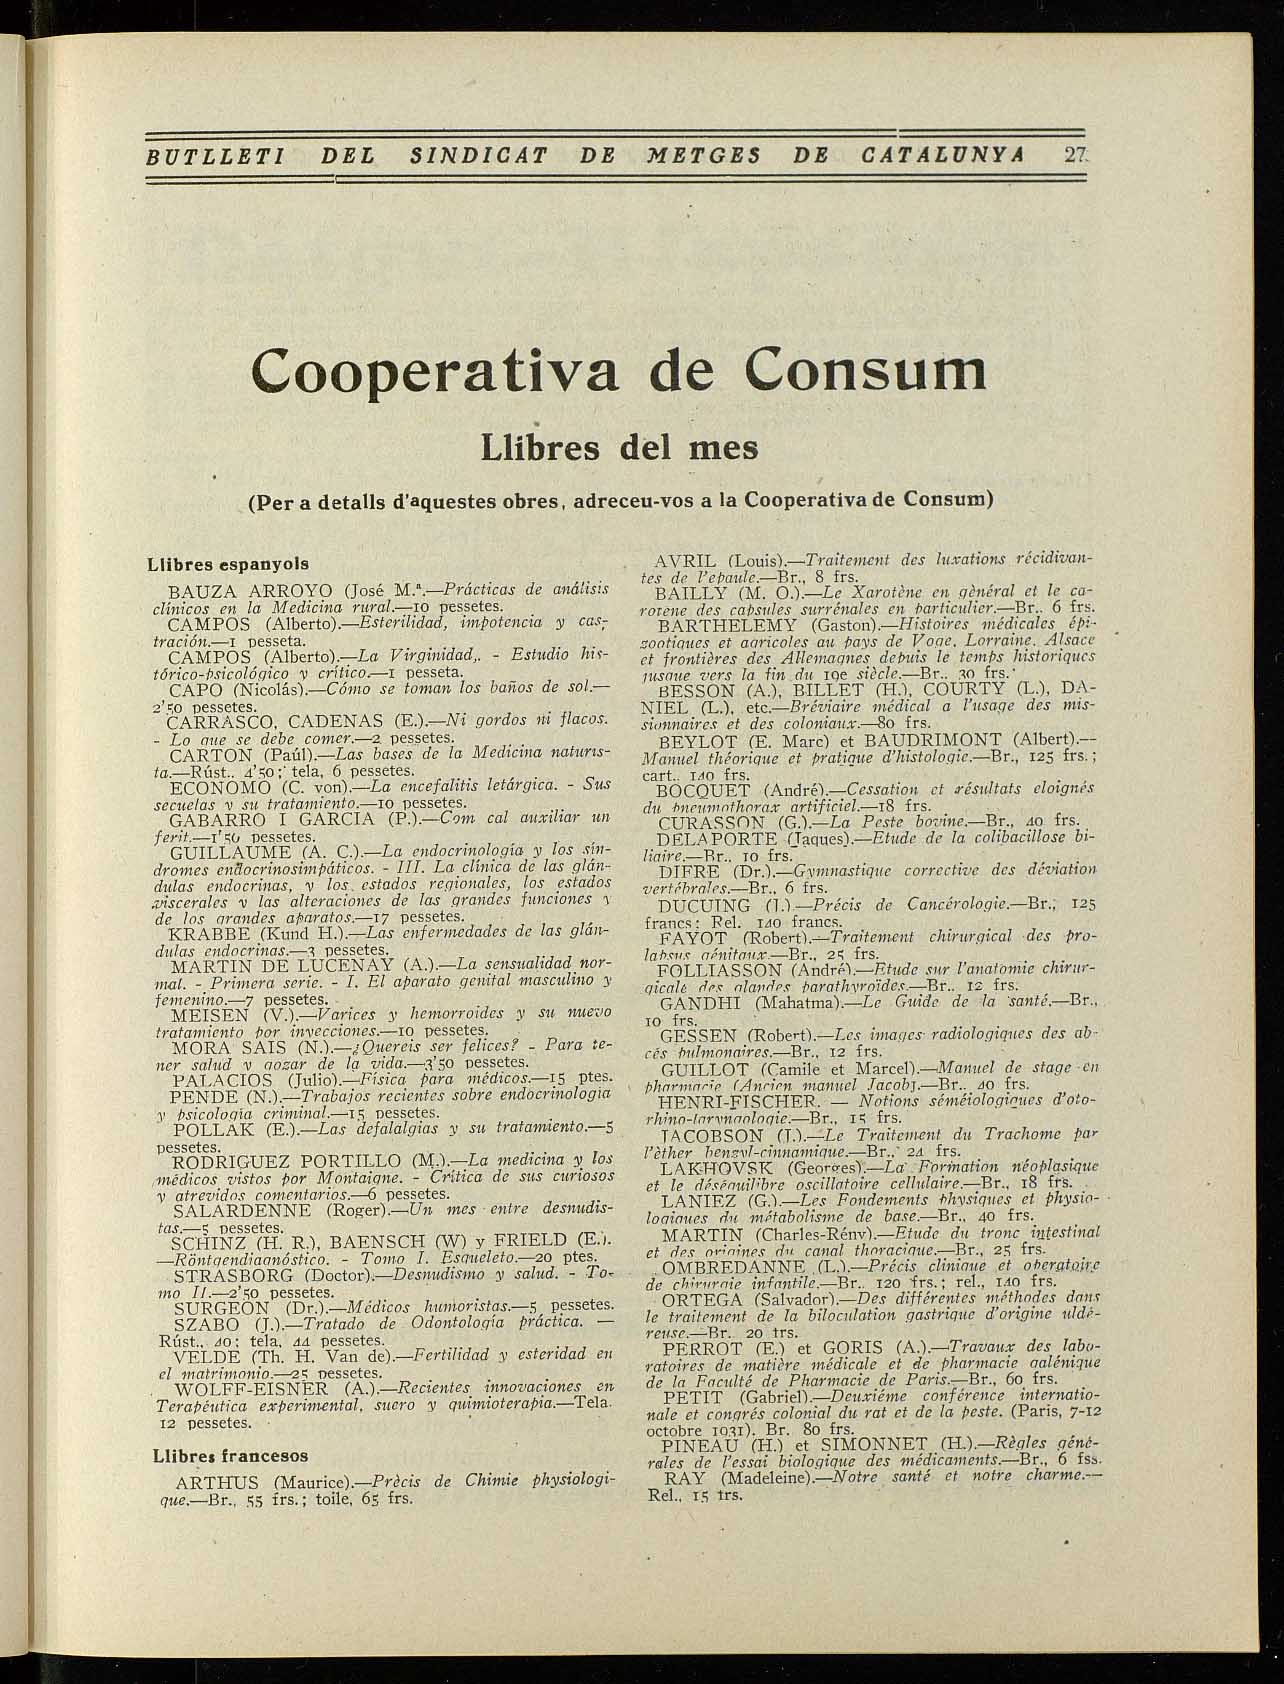 BUTLLETI DEL SINDICAT DE METGES DE CATALUNYA 27
Cooperativa de Consum
Llibres del mes
(Per a detalls d'aquestes obres, adreceu-vos a la Cooperativa de Consum)
Llibres espanyols
BAUZA ARROYO (José M.ª.—Prácticas de análisis
clínicos en la Medicina rural.—10 pessetes.
CAMPOS (Alberto).—Esterilidad, impotencia y cas-
tración.—1 pesseta.
CAMPOS (Alberto).—La Virginidad,. - Estudio his-
tórico-psicológico y crítico.—1 pesseta.
CAPO (Nicolás).—Cómo se toman los baños de sol.—
2'50 pessetes.
CARRASCO, CADENAS (E.).—Ni gordos ni flacos.
- Lo que se debe comer.—2 pessetes.
CARTON (Paúl).—Las bases de la Medicina naturis-
ta.—Rúst.. 4'50; tela, 6 pessetes.
ECONOMO (C. von).—La encefalitis letárgica. - Sus
secuelas y su tratamiento.—10 pessetes.
GABARRO I GARCIA (P.).—Com cal auxiliar un
ferit.—1'50 pessetes.
GUILLAUME (A. C.).—La endocrinología y los sín-
dromes endocrinosimpáticos. - III. La clínica de las glán-
dulas endocrinas, y los estados regionales, los estados
viscerales y las alteraciones de las grandes funciones y
de los grandes aparatos.—17 pessetes.
KRABBE (Kund H.).—Las enfermedades de las glán-
dulas endocrinas.—3 pessetes.
MARTIN DE LUCENAY (A.).—La sensualidad nor-
mal. - Primera serie. - I. El aparato genital masculino y
femenino.—7 pessetes.
MEISEN (V.).—Varices y hemorroides y su nuevo
tratamiento por inyecciones.—10 pessetes.
MORA SAIS (N.).—¿Quereis ser felices? - Para te-
ner salud y gozar de la vida.—3'50 pessetes.
PALACIOS (Julio).—Física para médicos.—15 ptes.
PENDE (N.).—Trabajos recientes sobre endocrinología
y psicología criminal.—15 pessetes.
POLLAK (E.).—Las defalalgias y su tratamiento.—5
pessetes.
RODRIGUEZ PORTILLO (M.).—La medicina y los
médicos vistos por Montaigne. - Crítica de sus curiosos
y atrevidos comentarios.—6 pessetes.
SALARDENNE (Roger).—Un mes entre desnudis-
tas.—5 pessetes.
SCHINZ (H. R.), BAENSCH (W) y FRIELD (E.).
—Röntgendiagnóstico. - Tomo I. Esqueleto.—20 ptes.
STRASBORG (Doctor).—Desnudismo y salud. - To-
mo II.—2'50 pessetes.
SURGEON (Dr.).—Médicos humoristas.—5 pessetes.
SZABO (J.).—Tratado de Odontología práctica. —
Rúst., 40; tela, 44 pessetes.
VELDE (Th. H. Van de).—Fertilidad y esteridad en
el matrimonio.—25 pessetes.
WOLFF-EISNER (A.).—Recientes innovaciones en
Terapéutica experimental, suero y quimioterapia.—Tela.
12 pessetes.
Llibres francesos
ARTHUS (Maurice).—Précis de Chimie physiologi-
que.—Br., 55 frs.; toile, 65 frs.
AVRIL (Louis).—Traitement des luxations récidivan-
tes de l'epaule.—Br., 8 frs.
BAILLY (M. O.).—Le Xarotène en gènéral et le ca-
rotene des capsules surrénales en particulier.—Br.. 6 frs.
BARTHELEMY (Gaston).—Histoires médicales épi-
zootiques et agricoles au pays de Voge. Lorraine. Alsace
et frontières des Allemagnes depuis le temps historiques
jusque vers la fin du 19e siècle.—Br.. 30 frs.
BESSON (A.), BILLET (H.), COURTY (L.), DA-
NIEL (L.), etc.—Bréviaire médical a l'usage des mis-
sionnaires et des coloniaux.—80 frs.
BEYLOT (E. Marc) et BAUDRIMONT (Albert).—
Manuel théorique et pratique d'histologie.—Br., 125 frs.;
cart.. 140 frs.
BOCQUET (André).—Cessation et résultats eloignés
du pneumothorax artificiel.—18 frs.
CURASSON (G.).—La Peste bovine.—Br., 40 frs.
DELAPORTE (Jaques).—Etude de la colibacillose bi-
liaire.—Br.. 10 frs.
DIFRE (Dr.).—Gymnastique corrective des déviation
vertébrales.—Br., 6 frs.
DUCUING (J.).—Précis de Cancérologie.—Br., 125
francs; Rel. 140 francs.
FAYOT (Robert).—Traitement chirurgical des pro-
lapsus génitaux.—Br., 25 frs.
FOLLIASSON (André).—Etude sur l'anatomie chirur-
gicale des glandes parathyroïdes.—Br.. 12 frs.
GANDHI (Mahatma).—Le Guide de la santé.—Br.,
10 frs.
GESSEN (Robert).—Les images radiologiques des ab-
cés pulmonaires.—Br., 12 frs.
GUILLOT (Camile et Marcel).—Manuel de stage en
pharmacie (Ancien manuel Jacob).—Br.. 40 frs.
HENRI-FISCHER. — Notions séméiologiques d'oto-
rhino-laryngologie.—Br., 15 frs.
JACOBSON (J.).—Le Traitement du Trachome par
l'èther benzyl-cinnamique.—Br., 24 frs.
LAKHOVSK (Georges).—La Formation néoplasique
et le déséquilibre oscillatoire cellulaire.—Br., 18 frs.
LANIEZ (G.).—Les Fondements physiques et physio-
logiques du métabolisme de base.—Br., 40 frs.
MARTIN (Charles-Rény).—Etude du tronc intestinal
et des origines du canal thoracique.—Br., 25 frs.
OMBREDANNE (L.).—Précis clinique et operatoire
de chirurgie infantile.—Br.. 120 frs.; rel., 140 frs.
ORTEGA (Salvador).—Des différentes méthodes dans
le traitement de la biloculation gastrique d'origine uldé-
reuse.—Br. 20 frs.
PERROT (E.) et GORIS (A.).—Travaux des labo-
ratoires de matière médicale et de pharmacie galénique
de la Faculté de Pharmacie de Paris.—Br., 60 frs.
PETIT (Gabriel).—Deuxiéme conférence internatio-
nale et congrés colonial du rat et de la peste. (Paris, 7-12
octobre 1931). Br. 80 frs.
PINEAU (H.) et SIMONNET (H.).—Règles géné-
rales de l'essai biologique des médicaments.—Br., 6 fss.
RAY (Madeleine).—Notre santé et notre charme.—
Rel., 15 frs.